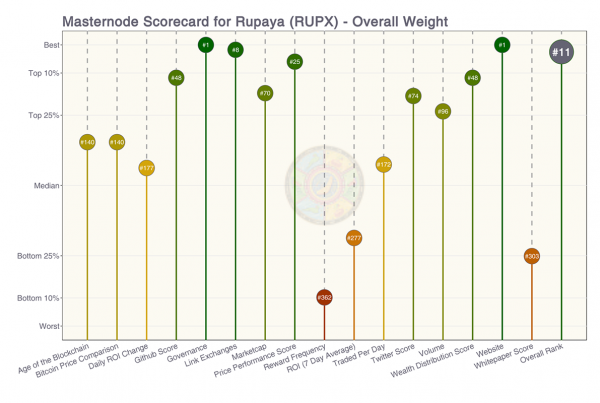 Masternode Scorecard for Rupaya (RUPX) - Overall Weight
Best
Top 10%
Top 25%
Median
Bottom 25%
Bottom 10%
Worst
#140
#140
#177
#48
#1
#8
#70
#25
#362
#277
#172
#74
#96
#48
#1
#303
#11
Age of the Blockchain
Bitcoin Price Comparison
Daily ROI Change
Github Score
Governance
Link Exchanges
Marketcap
Price Performance Score
Reward Frequency
ROI (7 Day Average)
Traded Per Day
Twitter Score
Volume
Wealth Distribution Score
Website
Whitepaper Score
Overall Rank